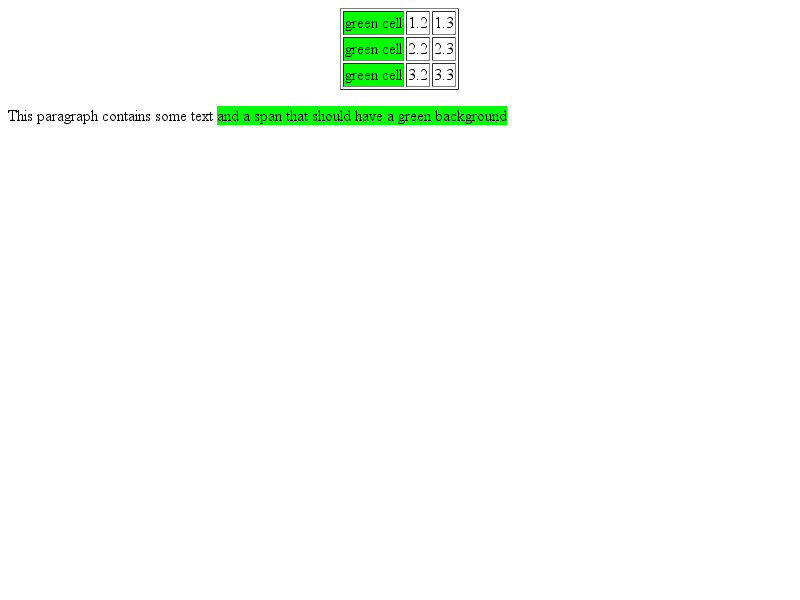 green cell 1.2 1.3
green cell 2.2 2.3
green cell 3.2 3.3
This paragraph contains some text and a span that should have a green background